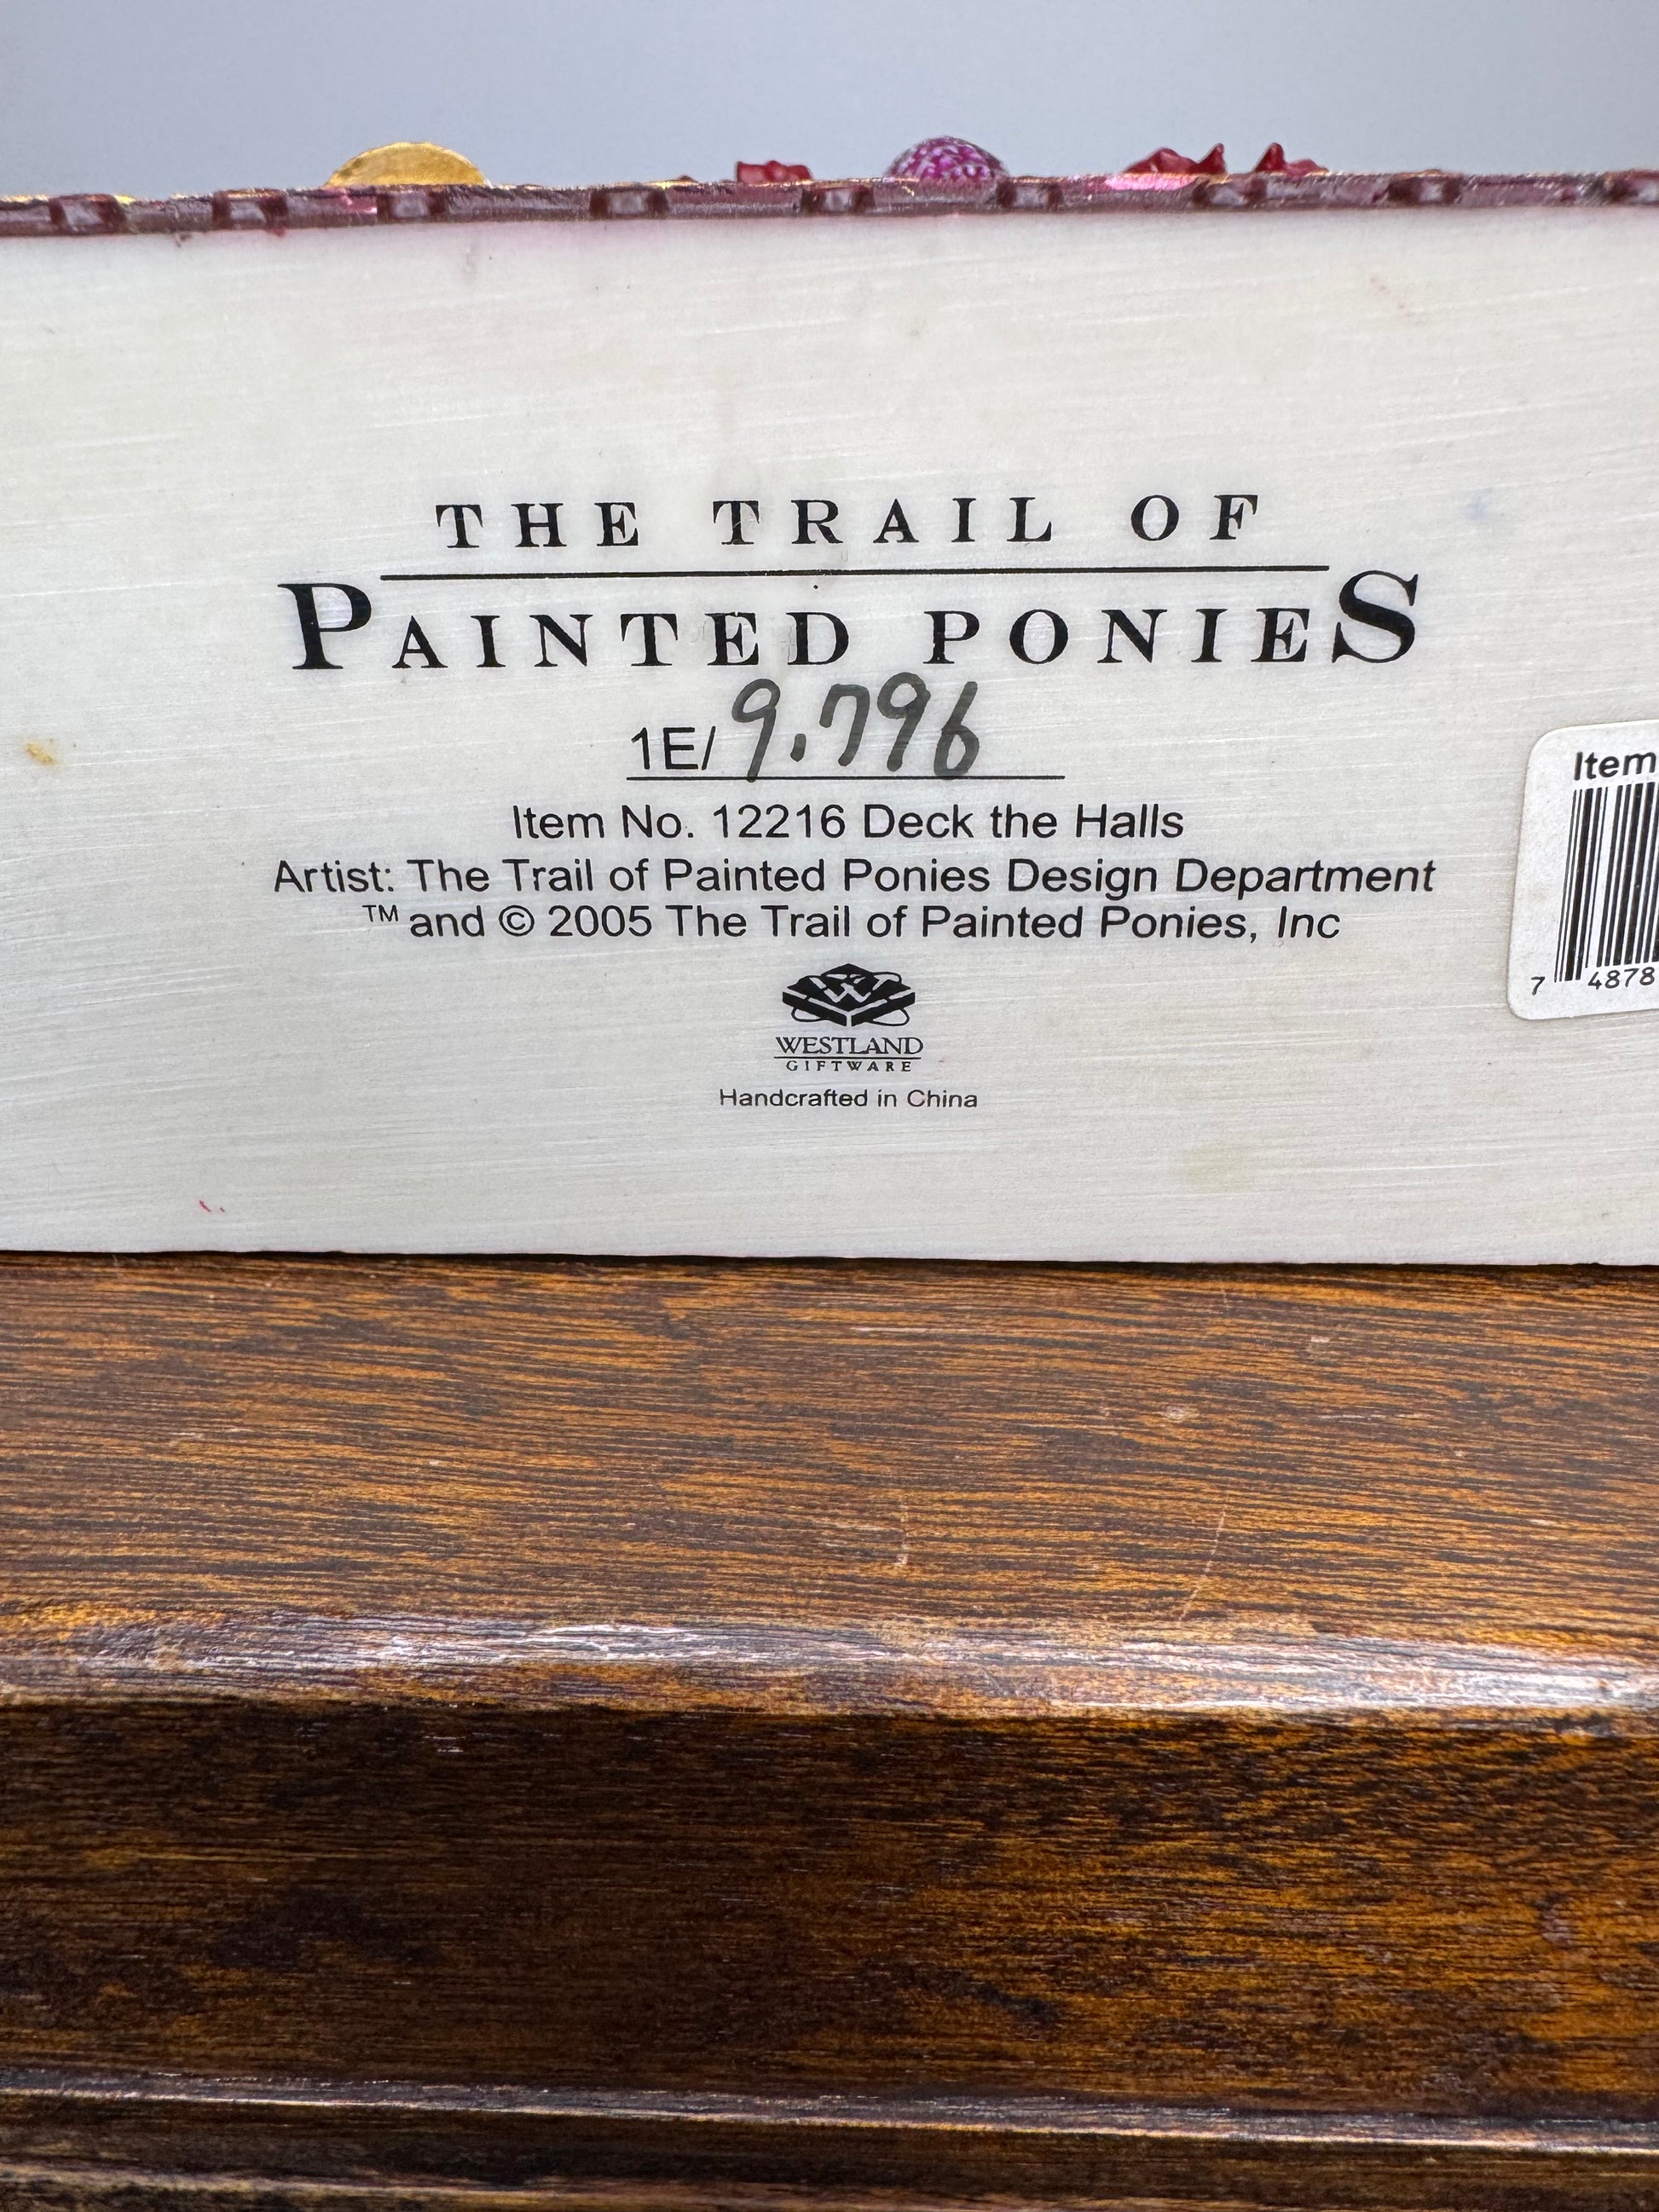 THE TRAIL OF
PAINTED PONIES
1E/9.796
Item No. 12216 Deck the Halls
Artist: The Trail of Painted Ponies Design Department
™ and © 2005 The Trail of Painted Ponies, Inc
WESTLAND
GIFTWARE
Handcrafted in China
Item
7 4878